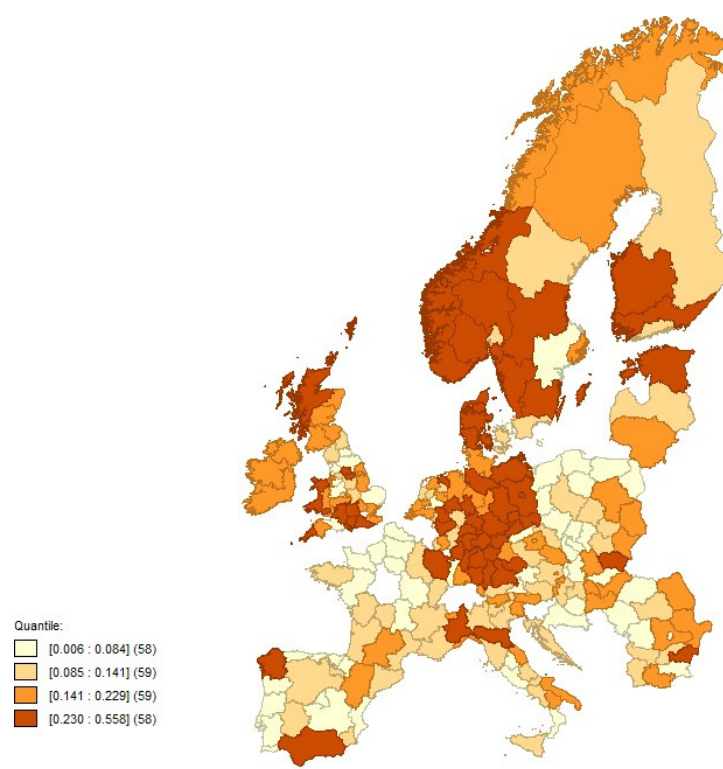 Quantile:
[0.006 : 0.084] (58)
[0.085 : 0.141] (59)
[0.141 : 0.229] (59)
[0.230 : 0.558] (58)